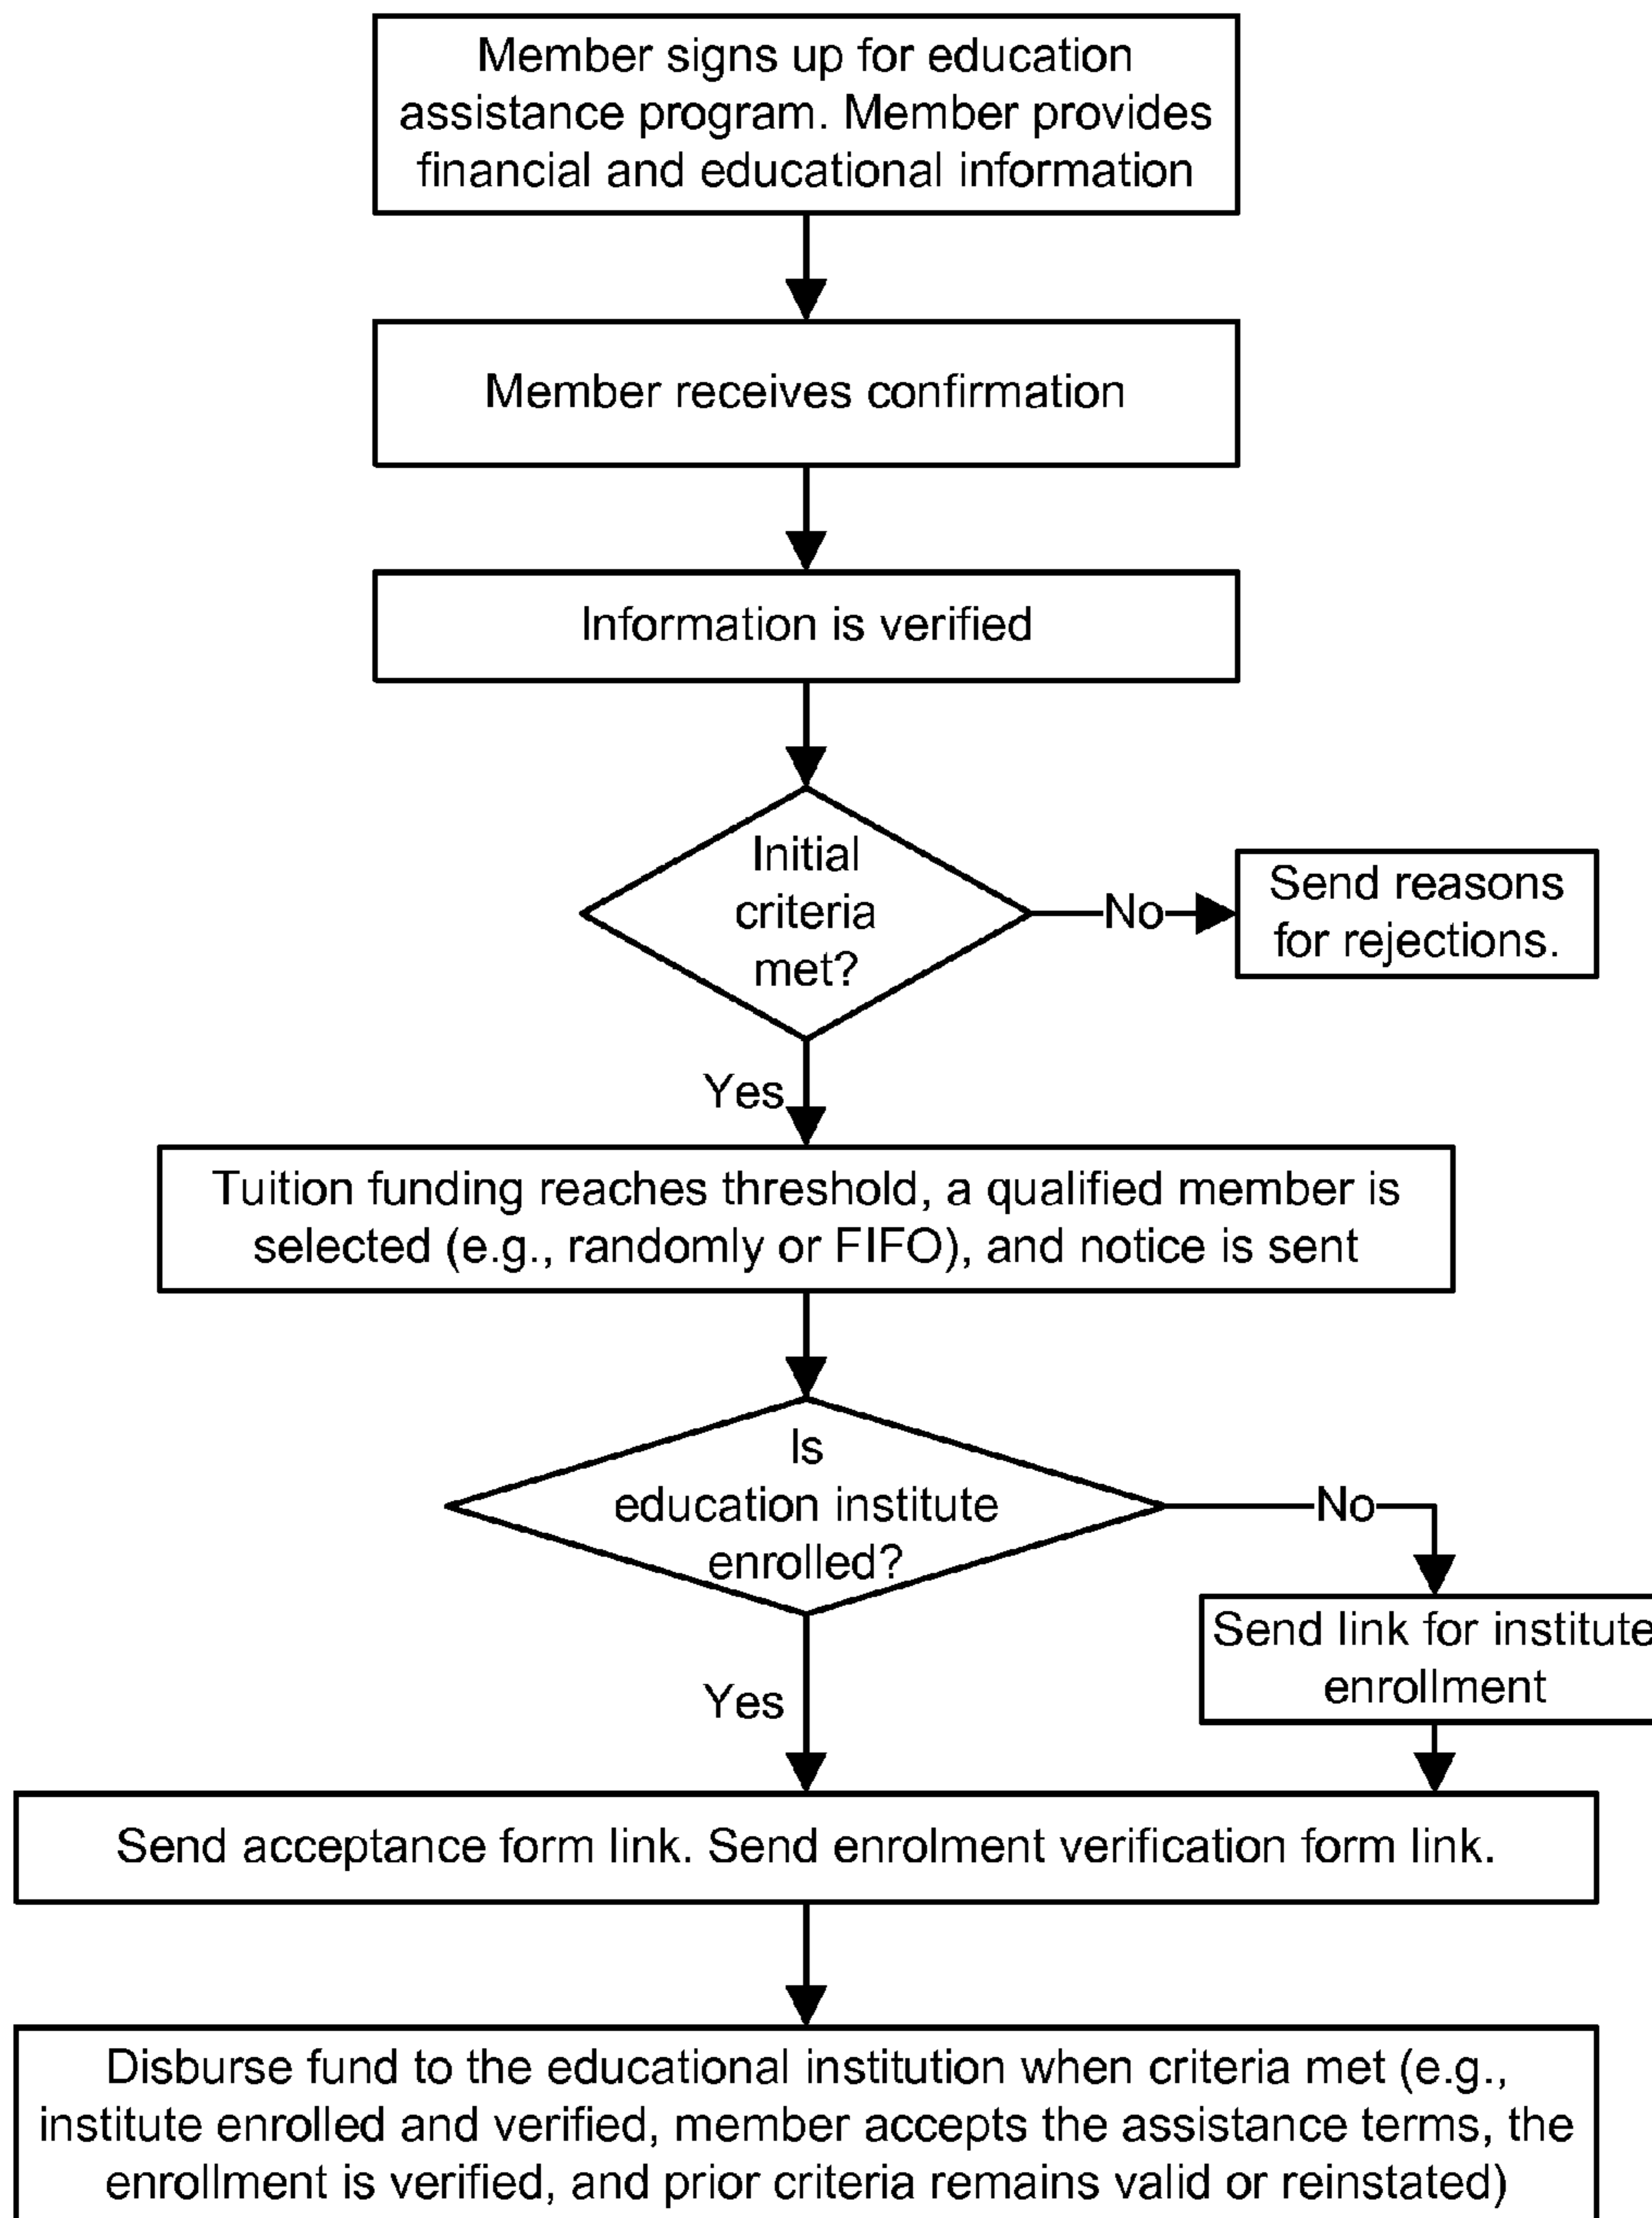 Member signs up for education
assistance program. Member provides
financial and educational information
Member receives confirmation
Information is verified
Initial
criteria
met?
No
Send reasons
for rejections.
Yes
Tuition funding reaches threshold, a qualified member is
selected (e.g., randomly or FIFO), and notice is sent
Is
education institute
enrolled?
No
Send link for institute
enrollment
Yes
Send acceptance form link. Send enrolment verification form link.
Disburse fund to the educational institution when criteria met (e.g.,
institute enrolled and verified, member accepts the assistance terms, the
enrollment is verified, and prior criteria remains valid or reinstated)